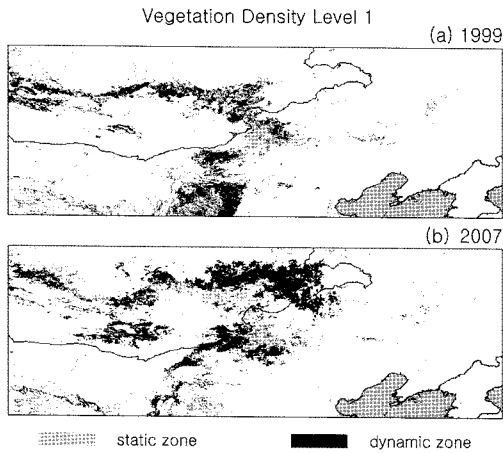 Vegetation Density Level 1
(a) 1999
(b) 2007
static zone
dynamic zone